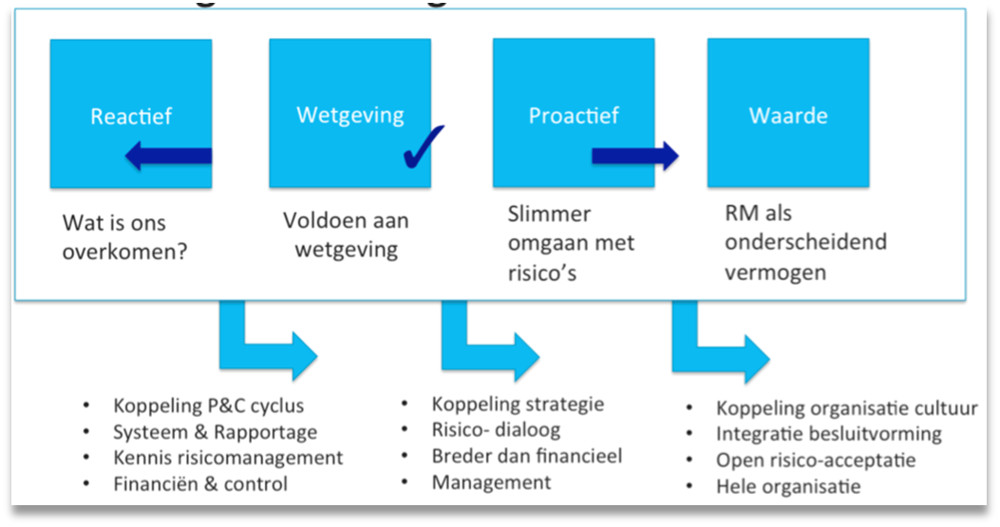 Reactief
Wetgeving
Proactief
Waarde
Wat is ons
overkomen?
Voldoen aan
wetgeving
Slimmer
omgaan met
risico's
RM als
onderscheidend
vermogen
• Koppeling P&C cyclus
• Systeem & Rapportage
• Kennis risicomanagement
• Financiën & control
• Koppeling strategie
• Risico- dialoog
• Breder dan financieel
• Management
• Koppeling organisatie cultuur
• Integratie besluitvorming
• Open risico-acceptatie
• Hele organisatie